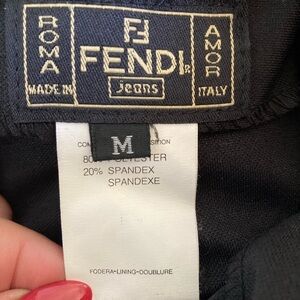 ROMA
FF
FENDI®
Jeans
AMOR
MADE IN
ITALY
M
80% POLYESTER
20% SPANDEX
SPANDEXE
FODERA-LINING-DOUBLURE